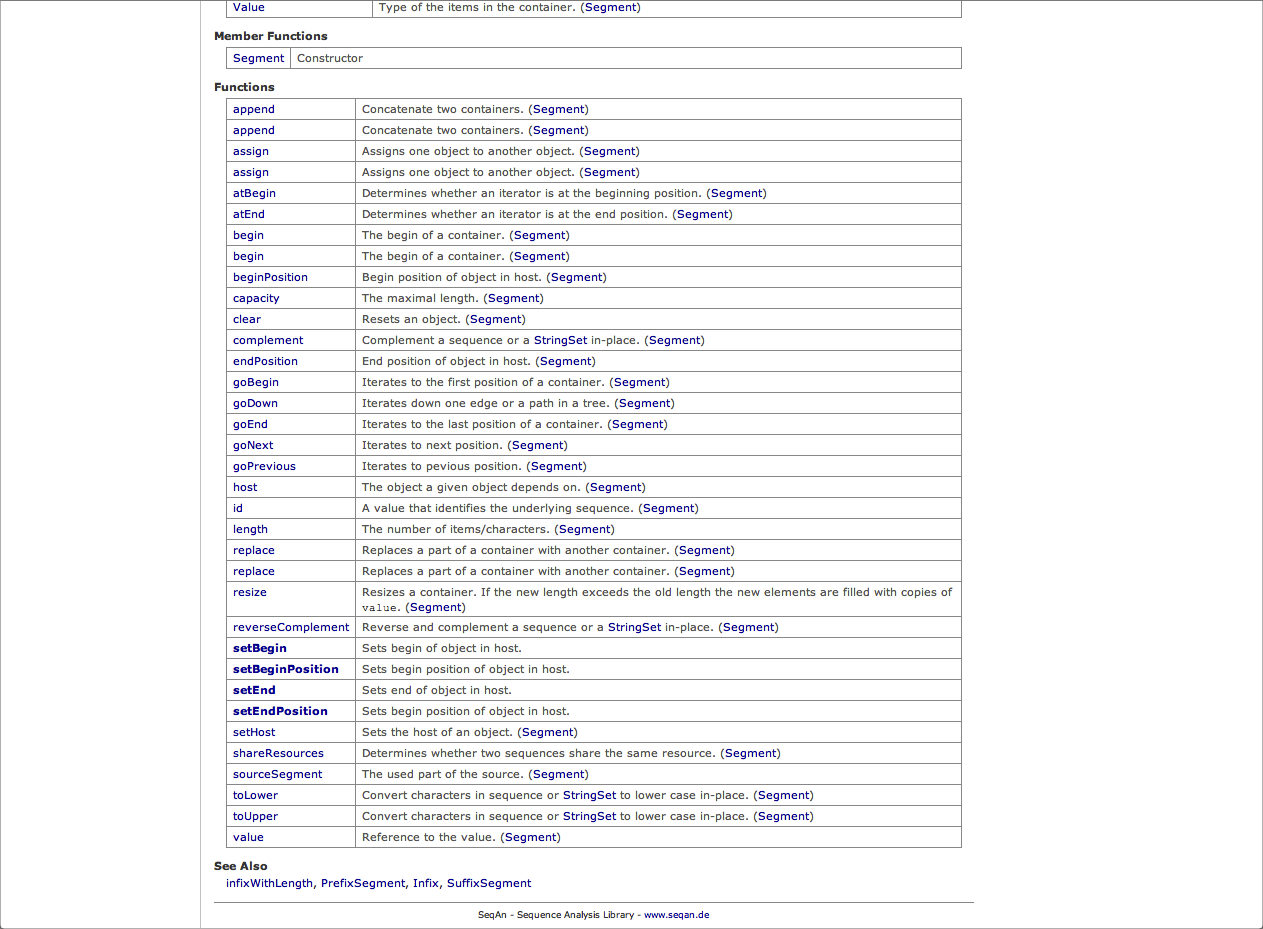 Value Type of the items in the container. (Segment)
Member Functions
Segment Constructor
Functions
append Concatenate two containers. (Segment)
append Concatenate two containers. (Segment)
assign Assigns one object to another object. (Segment)
assign Assigns one object to another object. (Segment)
atBegin Determines whether an iterator is at the beginning position. (Segment)
atEnd Determines whether an iterator is at the end position. (Segment)
begin The begin of a container. (Segment)
begin The begin of a container. (Segment)
beginPosition Begin position of object in host. (Segment)
capacity The maximal length. (Segment)
clear Resets an object. (Segment)
complement Complement a sequence or a StringSet in-place. (Segment)
endPosition End position of object in host. (Segment)
goBegin Iterates to the first position of a container. (Segment)
goDown Iterates down one edge or a path in a tree. (Segment)
goEnd Iterates to the last position of a container. (Segment)
goNext Iterates to next position. (Segment)
goPrevious Iterates to pevious position. (Segment)
host The object a given object depends on. (Segment)
id A value that identifies the underlying sequence. (Segment)
length The number of items/characters. (Segment)
replace Replaces a part of a container with another container. (Segment)
replace Replaces a part of a container with another container. (Segment)
resize Resizes a container. If the new length exceeds the old length the new elements are filled with copies of
value. (Segment)
reverseComplement Reverse and complement a sequence or a StringSet in-place. (Segment)
setBegin Sets begin of object in host.
setBeginPosition Sets begin position of object in host.
setEnd Sets end of object in host.
setEndPosition Sets begin position of object in host.
setHost Sets the host of an object. (Segment)
shareResources Determines whether two sequences share the same resource. (Segment)
sourceSegment The used part of the source. (Segment)
toLower Convert characters in sequence or StringSet to lower case in-place. (Segment)
toUpper Convert characters in sequence or StringSet to lower case in-place. (Segment)
value Reference to the value. (Segment)
See Also
infixWithLength, PrefixSegment, Infix, SuffixSegment
SeqAn - Sequence Analysis Library - www.seqan.de